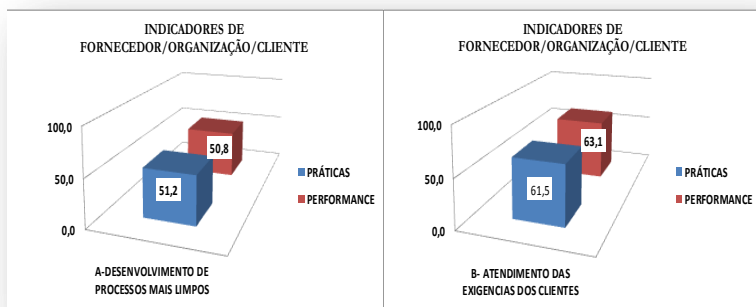 INDICADORES DE
FORNECEDOR/ORGANIZAÇÃO/CLIENTE
100,0
50,0
0,0
50,8
51,2
PRÁTICAS
PERFORMANCE
A-DESENVOLVIMENTO DE
PROCESSOS MAIS LIMPOS
INDICADORES DE
FORNECEDOR/ORGANIZAÇÃO/CLIENTE
100,0
50,0
0,0
63,1
61,5
PRÁTICAS
PERFORMANCE
B- ATENDIMENTO DAS
EXIGENCIAS DOS CLIENTES